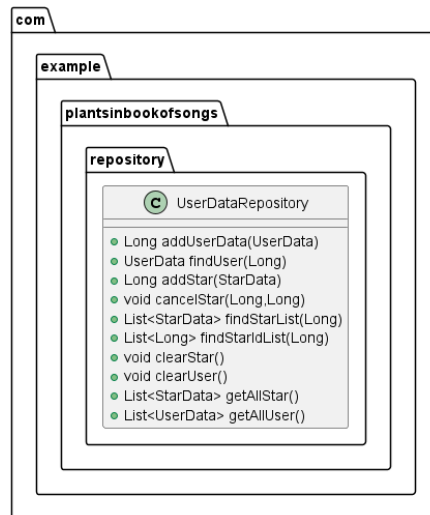 com
example
plantsinbookofsongs
repository
C UserDataRepository
Long addUserData(UserData)
UserData findUser(Long)
Long addStar(StarData)
void cancelStar(Long,Long)
List<StarData> findStarList(Long)
List<Long> findStarIdList(Long)
void clearStar()
void clearUser()
List<StarData> getAllStar()
List<UserData> getAllUser()